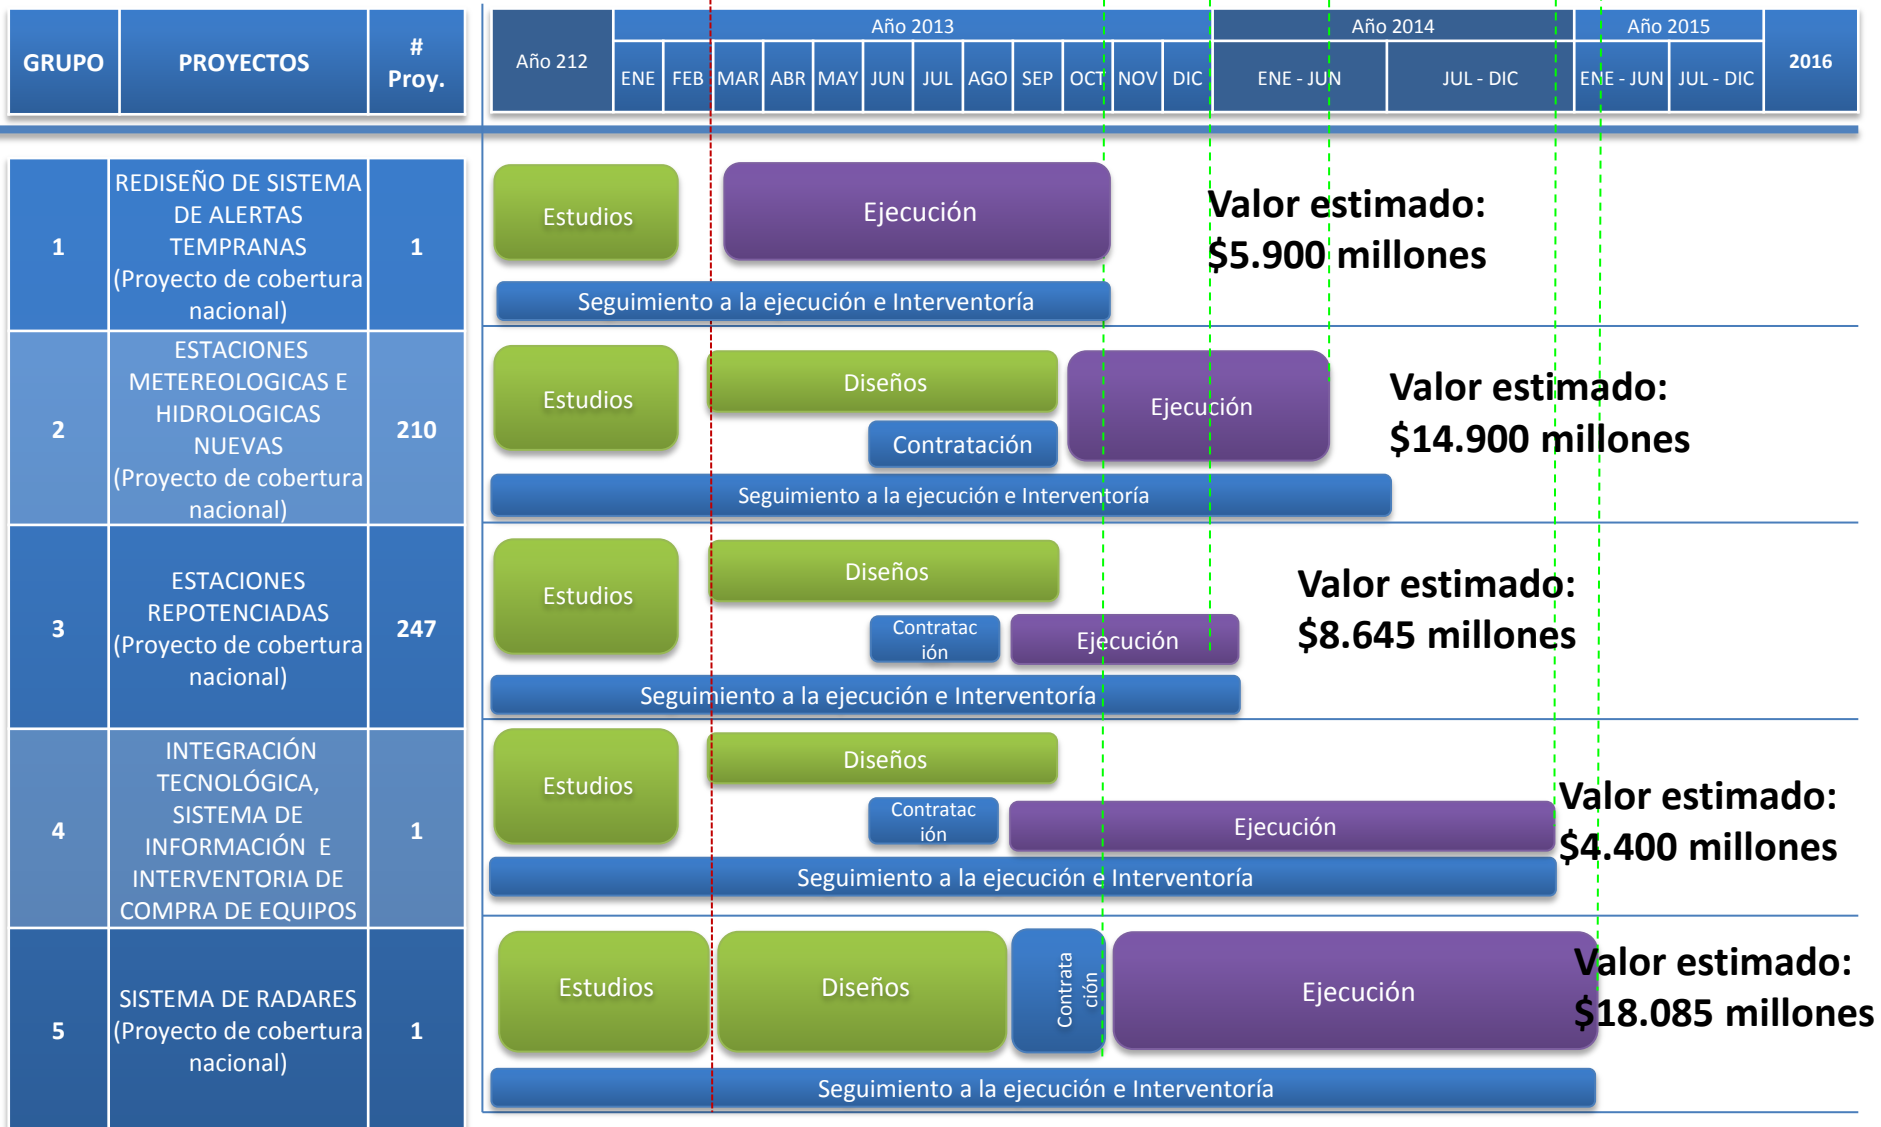 GRUPO
PROYECTOS
#
Proy.
Año 212
Año 2013
Año 2014
Año 2015
2016
ENE
FEB
MAR
ABR
MAY
JUN
JUL
AGO
SEP
OCT
NOV
DIC
ENE - JUN
JUL - DIC
ENE - JUN
JUL - DIC
1
REDISEÑO DE SISTEMA
DE ALERTAS
TEMPRANAS
(Proyecto de cobertura
nacional)
1
Estudios
Ejecución
Seguimiento a la ejecución e Interventoría
Valor estimado:
$5.900 millones
2
ESTACIONES
METEREOLOGICAS E
HIDROLOGICAS
NUEVAS
(Proyecto de cobertura
nacional)
210
Estudios
Diseños
Contratación
Ejecución
Seguimiento a la ejecución e Interventoría
Valor estimado:
$14.900 millones
3
ESTACIONES
REPOTENCIADAS
(Proyecto de cobertura
nacional)
247
Estudios
Diseños
Contratac
ión
Ejecución
Seguimiento a la ejecución e Interventoría
Valor estimado:
$8.645 millones
4
INTEGRACIÓN
TECNOLÓGICA,
SISTEMA DE
INFORMACIÓN E
INTERVENTORIA DE
COMPRA DE EQUIPOS
1
Estudios
Diseños
Contratac
ión
Ejecución
Seguimiento a la ejecución e Interventoría
Valor estimado:
$4.400 millones
5
SISTEMA DE RADARES
(Proyecto de cobertura
nacional)
1
Estudios
Diseños
Contrata
ción
Ejecución
Seguimiento a la ejecución e Interventoría
Valor estimado:
$18.085 millones